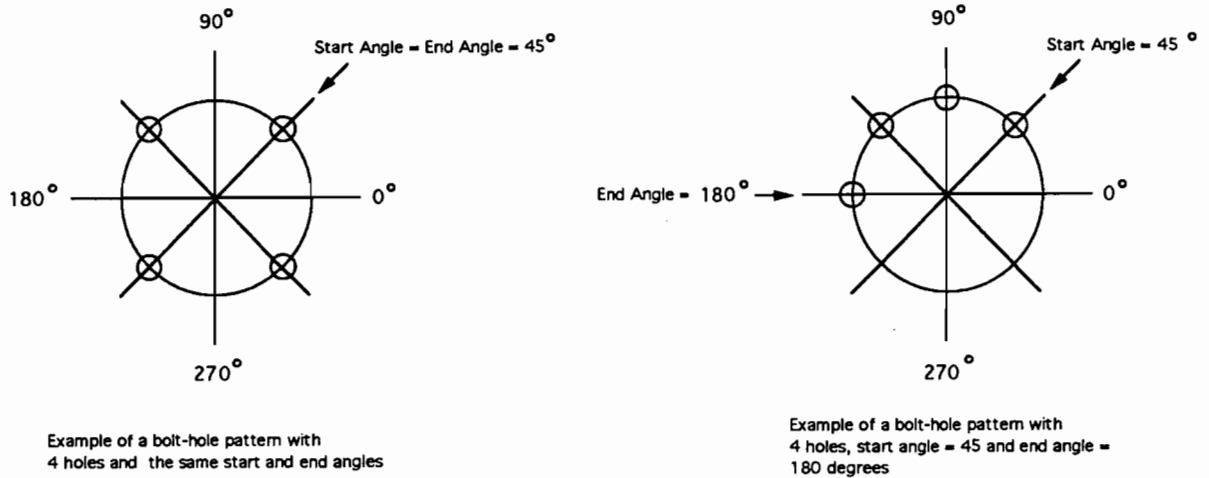 90°
Start Angle = End Angle = 45°
180°
0°
270°
Example of a bolt-hole pattern with
4 holes and the same start and end angles
90°
Start Angle = 45 °
End Angle = 180°
0°
270°
Example of a bolt-hole pattern with
4 holes, start angle = 45 and end angle =
180 degrees